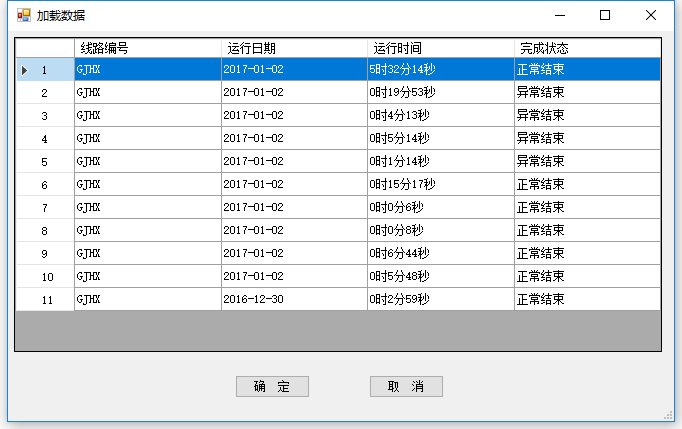 加载数据
线路编号 运行日期 运行时间 完成状态
1 GJHX 2017-01-02 5时32分14秒 正常结束
2 GJHX 2017-01-02 0时19分53秒 异常结束
3 GJHX 2017-01-02 0时4分13秒 异常结束
4 GJHX 2017-01-02 0时5分14秒 异常结束
5 GJHX 2017-01-02 0时1分14秒 异常结束
6 GJHX 2017-01-02 0时15分17秒 正常结束
7 GJHX 2017-01-02 0时0分6秒 正常结束
8 GJHX 2017-01-02 0时0分8秒 正常结束
9 GJHX 2017-01-02 0时6分44秒 正常结束
10 GJHX 2017-01-02 0时5分48秒 正常结束
11 GJHX 2016-12-30 0时2分59秒 正常结束
确 定 取 消